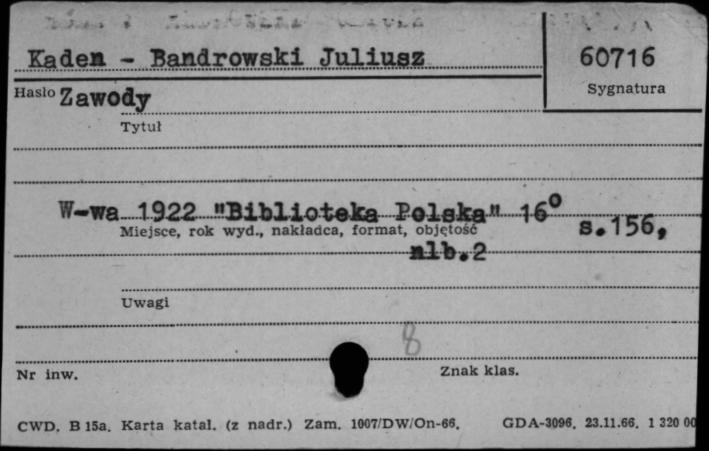 Kaden - Bandrowski Juliusz
60716
Sygnatura
Hasło Zawody
Tytuł
W-wa 1922 "Biblioteka Polska" 16° s.156,
Miejsce, rok wyd., nakładca, format, objętość
nlb.2
Uwagi
8
Nr inw.
Znak klas.
CWD. B 15a. Karta katal. (z nadr.) Zam. 1007/DW/On-66. GDA-3096. 23.11.66. 1 320 00